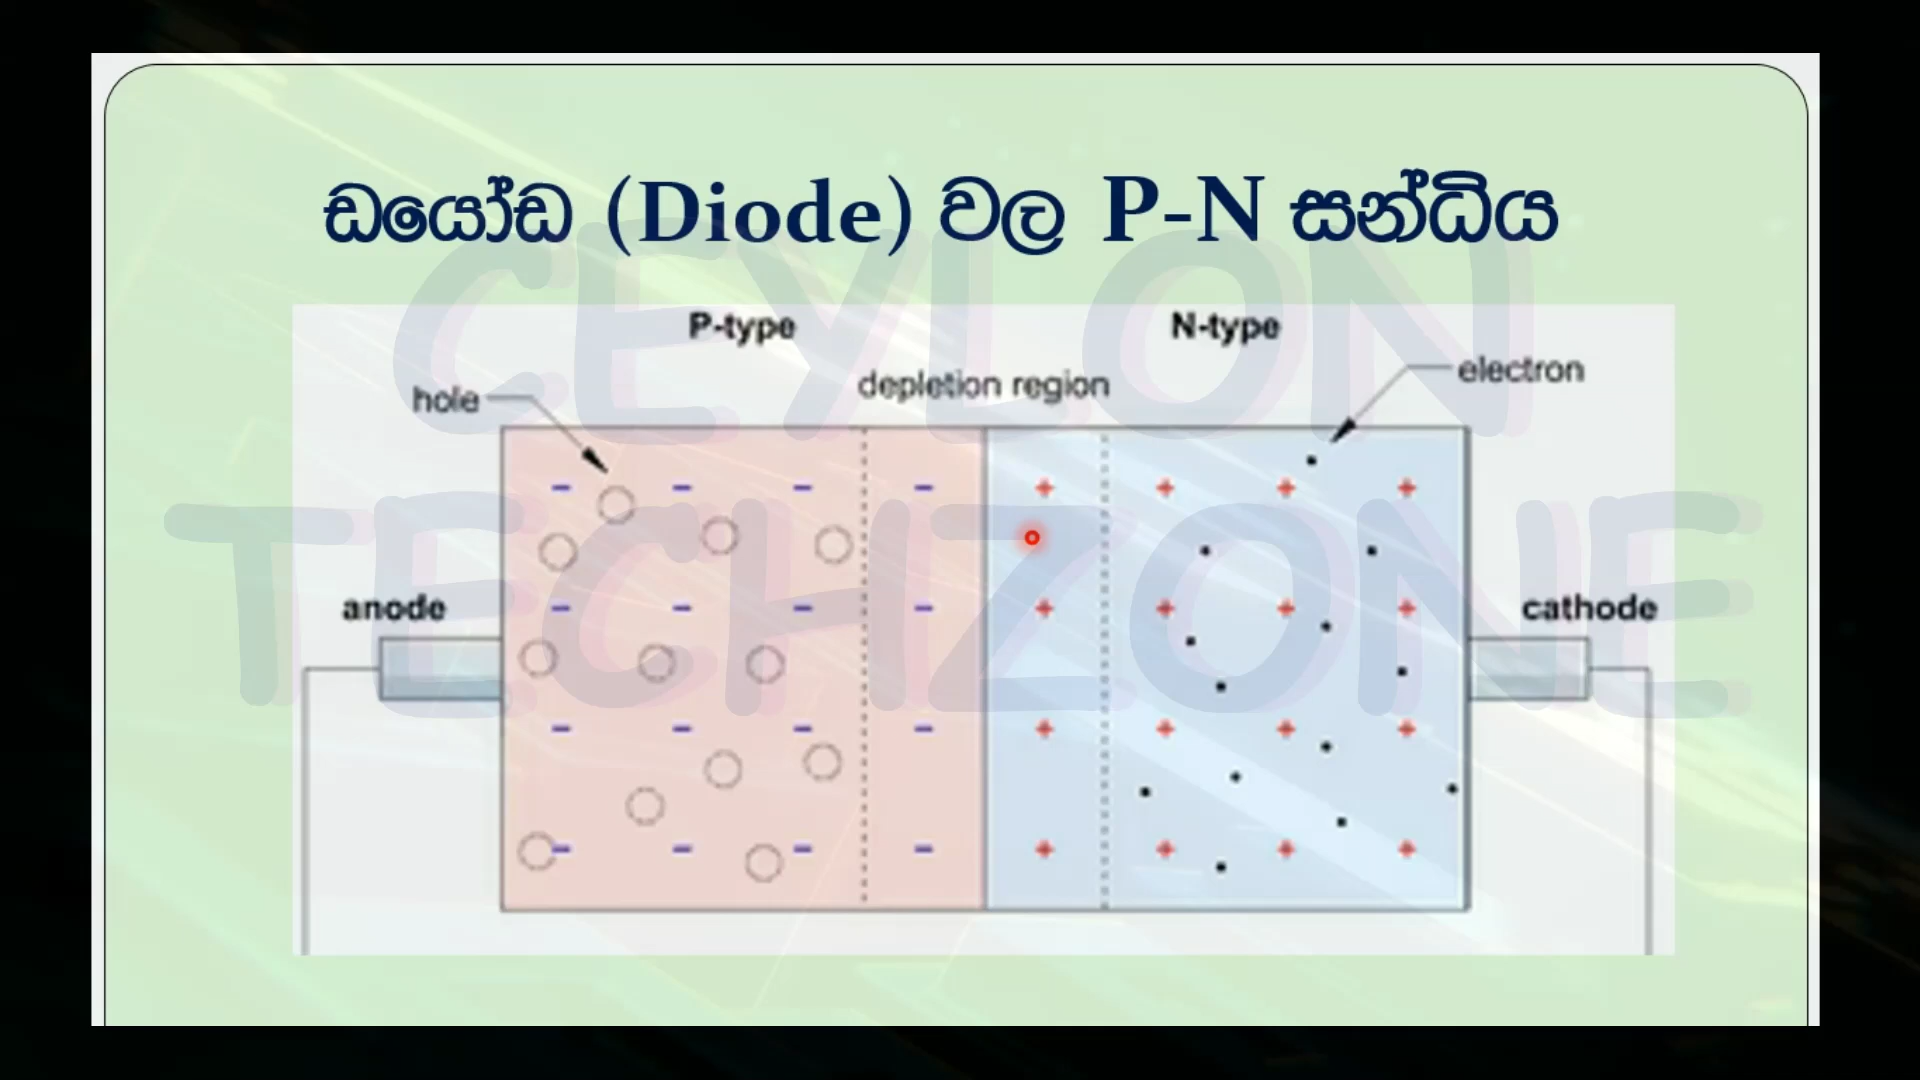 ඩයෝඩ (Diode) වල P-N සන්ධිය
CEYLON
TECHZONE
P-type
N-type
hole
depletion region
electron
anode
cathode